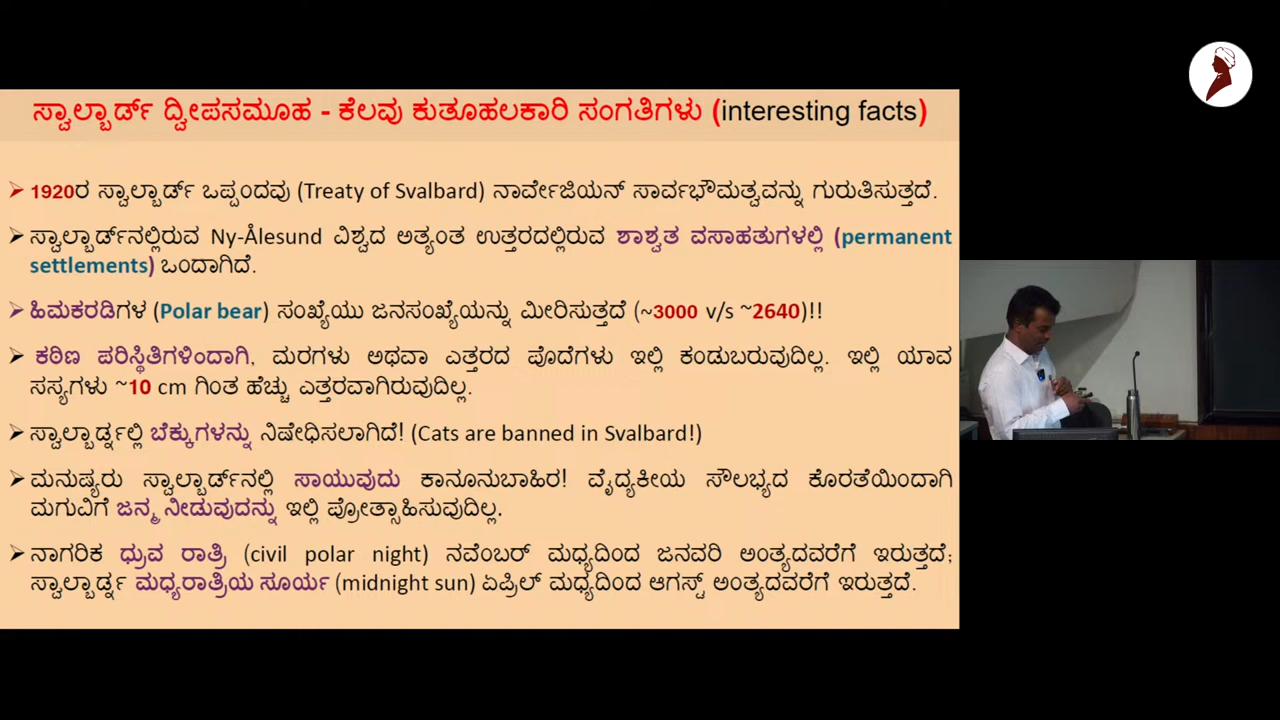 ಸ್ವಾಲ್ಬಾರ್ಡ್ ದ್ವೀಪಸಮೂಹ - ಕೆಲವು ಕುತೂಹಲಕಾರಿ ಸಂಗತಿಗಳು (interesting facts)
➢ 1920ರ ಸ್ವಾಲ್ಬಾರ್ಡ್ ಒಪ್ಪಂದವು (Treaty of Svalbard) ನಾರ್ವೇಜಿಯನ್ ಸಾರ್ವಭೌಮತ್ವವನ್ನು ಗುರುತಿಸುತ್ತದೆ.
➢ ಸ್ವಾಲ್ಬಾರ್ಡ್‌ನಲ್ಲಿರುವ Ny-Ålesund ವಿಶ್ವದ ಅತ್ಯಂತ ಉತ್ತರದಲ್ಲಿರುವ ಶಾಶ್ವತ ವಸಾಹತುಗಳಲ್ಲಿ (permanent
settlements) ಒಂದಾಗಿದೆ.
➢ ಹಿಮಕರಡಿಗಳ (Polar bear) ಸಂಖ್ಯೆಯು ಜನಸಂಖ್ಯೆಯನ್ನು ಮೀರಿಸುತ್ತದೆ (~3000 v/s ~2640)!!
➢ ಕಠಿಣ ಪರಿಸ್ಥಿತಿಗಳಿಂದಾಗಿ, ಮರಗಳು ಅಥವಾ ಎತ್ತರದ ಪೊದೆಗಳು ಇಲ್ಲಿ ಕಂಡುಬರುವುದಿಲ್ಲ. ಇಲ್ಲಿ ಯಾವ
ಸಸ್ಯಗಳು ~10 cm ಗಿಂತ ಹೆಚ್ಚು ಎತ್ತರವಾಗಿರುವುದಿಲ್ಲ.
➢ ಸ್ವಾಲ್ಬಾರ್ಡ್ನಲ್ಲಿ ಬೆಕ್ಕುಗಳನ್ನು ನಿಷೇಧಿಸಲಾಗಿದೆ! (Cats are banned in Svalbard!)
➢ ಮನುಷ್ಯರು ಸ್ವಾಲ್ಬಾರ್ಡ್‌ನಲ್ಲಿ ಸಾಯುವುದು ಕಾನೂನುಬಾಹಿರ! ವೈದ್ಯಕೀಯ ಸೌಲಭ್ಯದ ಕೊರತೆಯಿಂದಾಗಿ
ಮಗುವಿಗೆ ಜನ್ಮ ನೀಡುವುದನ್ನು ಇಲ್ಲಿ ಪ್ರೋತ್ಸಾಹಿಸುವುದಿಲ್ಲ.
➢ ನಾಗರಿಕ ಧ್ರುವ ರಾತ್ರಿ (civil polar night) ನವೆಂಬರ್ ಮಧ್ಯದಿಂದ ಜನವರಿ ಅಂತ್ಯದವರೆಗೆ ಇರುತ್ತದೆ;
ಸ್ವಾಲ್ಬಾರ್ಡ್ನ ಮಧ್ಯರಾತ್ರಿಯ ಸೂರ್ಯ (midnight sun) ಏಪ್ರಿಲ್ ಮಧ್ಯದಿಂದ ಆಗಸ್ಟ್ ಅಂತ್ಯದವರೆಗೆ ಇರುತ್ತದೆ.